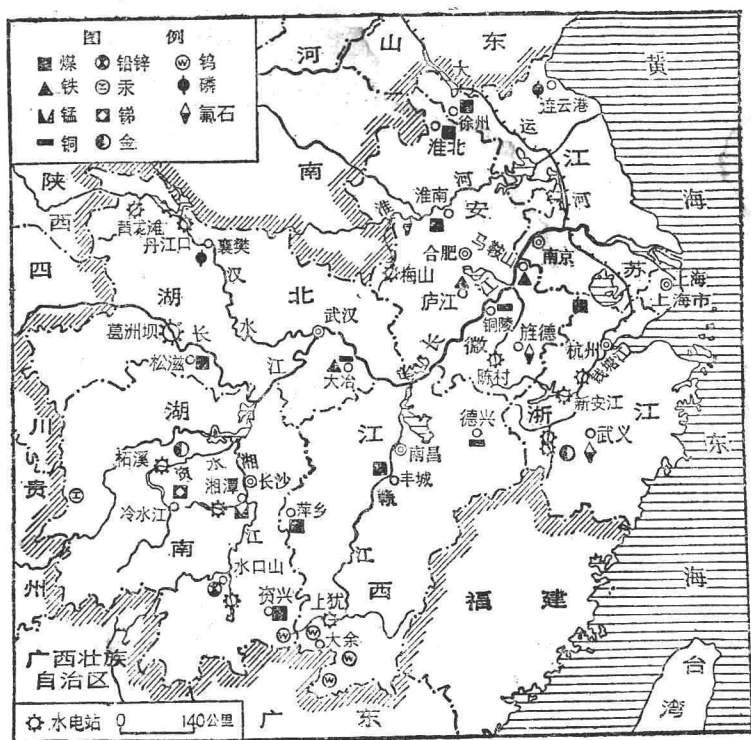 图 例
煤
铅锌
钨
铁
汞
磷
锰
锑
氟石
铜
金
河
山
东
黄
海
大
运
河
连云港
徐州
淮北
江
苏
陕
西
南
淮南
河
安
淮
合肥
马鞍山
南京
丹江口
襄樊
四
川
湖
北
汉
水
梅山
庐江
江
上海
上海市
葛洲坝
长
江
武汉
铜陵
旌德
杭州
钱塘江
松滋
大冶
长
徽
陈村
新安江
湖
南
江
西
德兴
浙
江
武义
东
海
柘溪
资
水
湘
江
长沙
南昌
丰城
赣
江
贵
州
湘潭
冷水江
萍乡
水口山
资兴
上犹
大余
福 建
广西壮族
自治区
广
东
台
湾
水电站
0 140公里